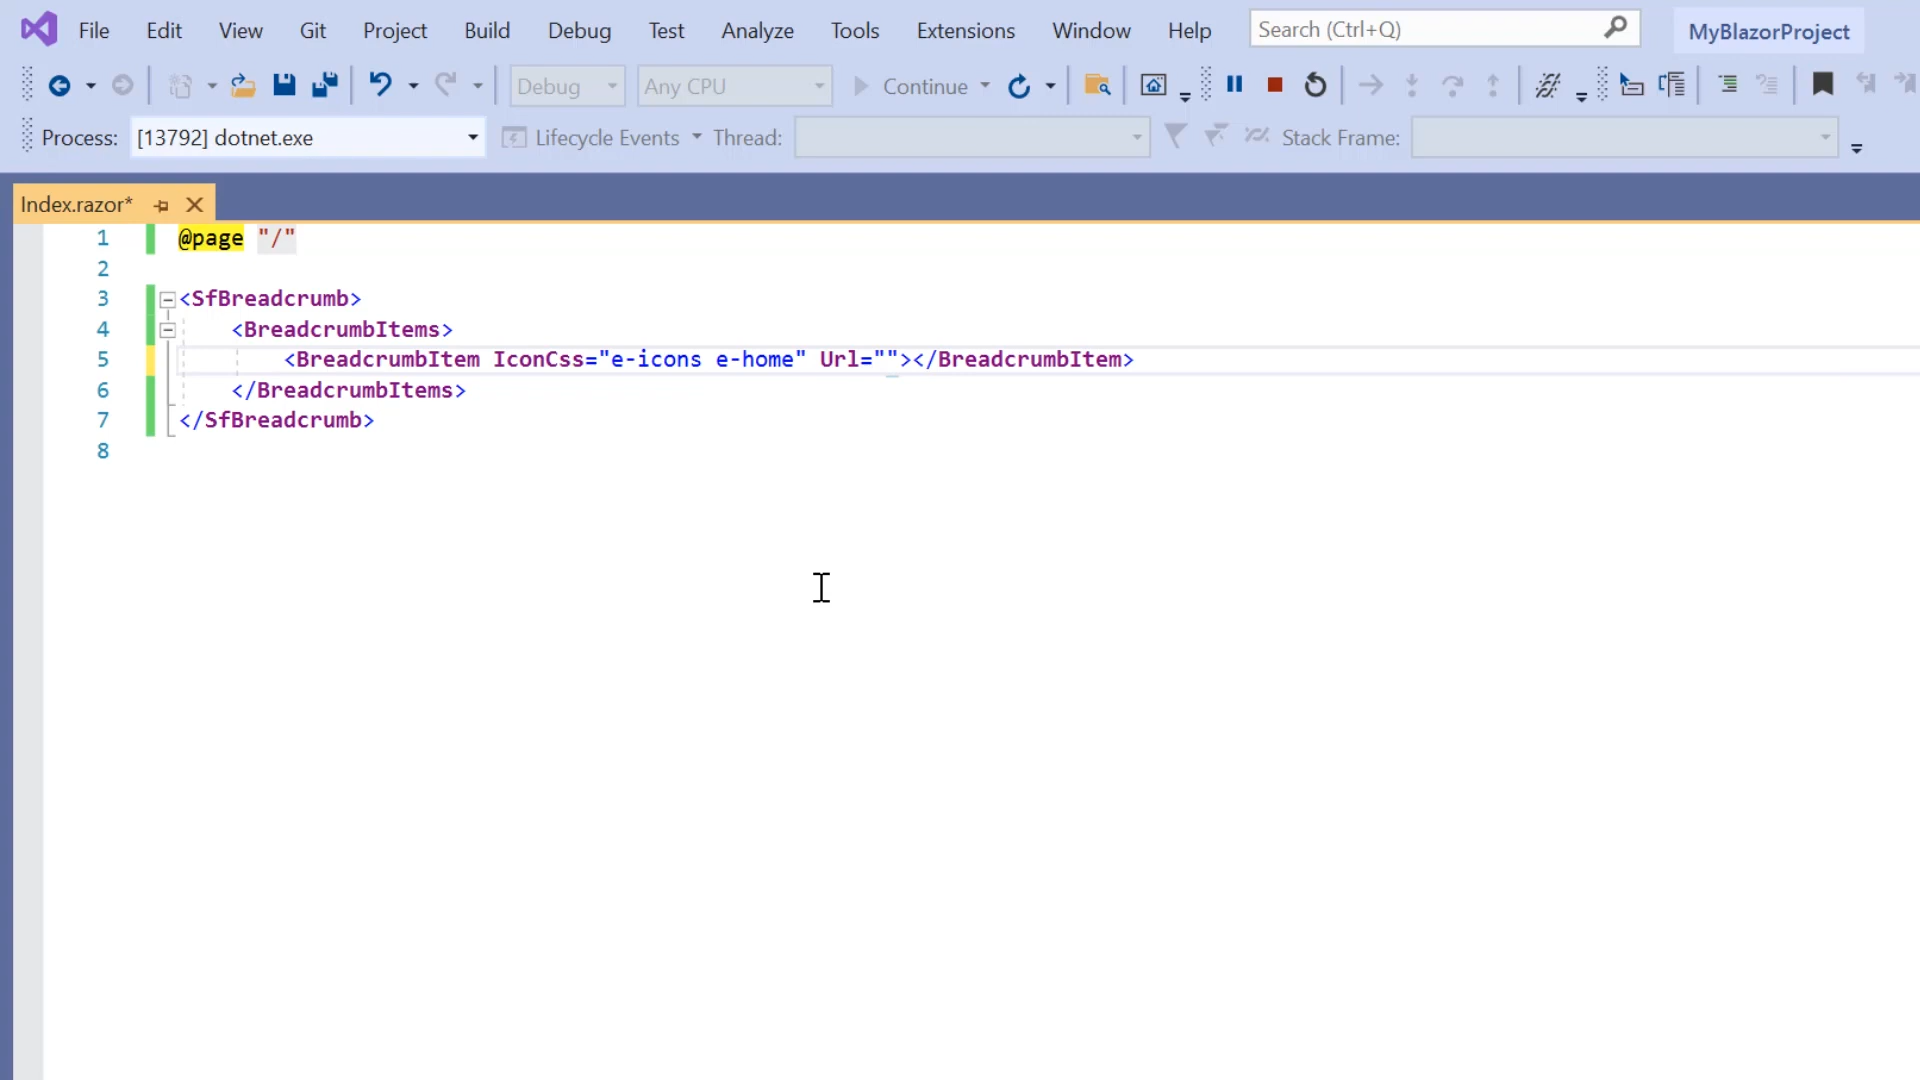 File Edit View Git Project Build Debug Test Analyze Tools Extensions Window Help Search (Ctrl+Q) MyBlazorProject
Debug Any CPU Continue
Process: [13792] dotnet.exe Lifecycle Events Thread: Stack Frame:
Index.razor*
1 @page "/"
2
3 <SfBreadcrumb>
4 <BreadcrumbItems>
5 <BreadcrumbItem IconCss="e-icons e-home" Url=""></BreadcrumbItem>
6 </BreadcrumbItems>
7 </SfBreadcrumb>
8